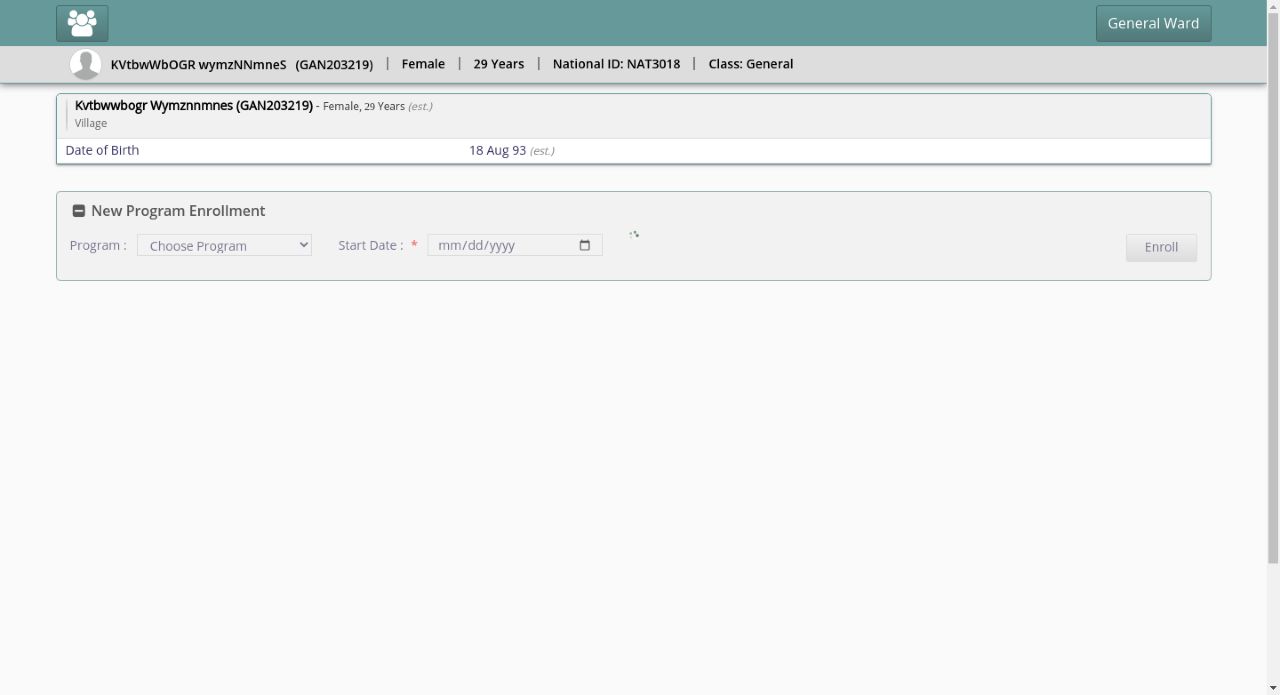 General Ward
KVtbwWbOGR wymzNNmneS (GAN203219) | Female | 29 Years | National ID: NAT3018 | Class: General
Kvtbwwbogr Wymznnmnes (GAN203219) - Female, 29 Years (est.)
Village
Date of Birth 18 Aug 93 (est.)
New Program Enrollment
Program : Choose Program Start Date : * mm/dd/yyyy Enroll